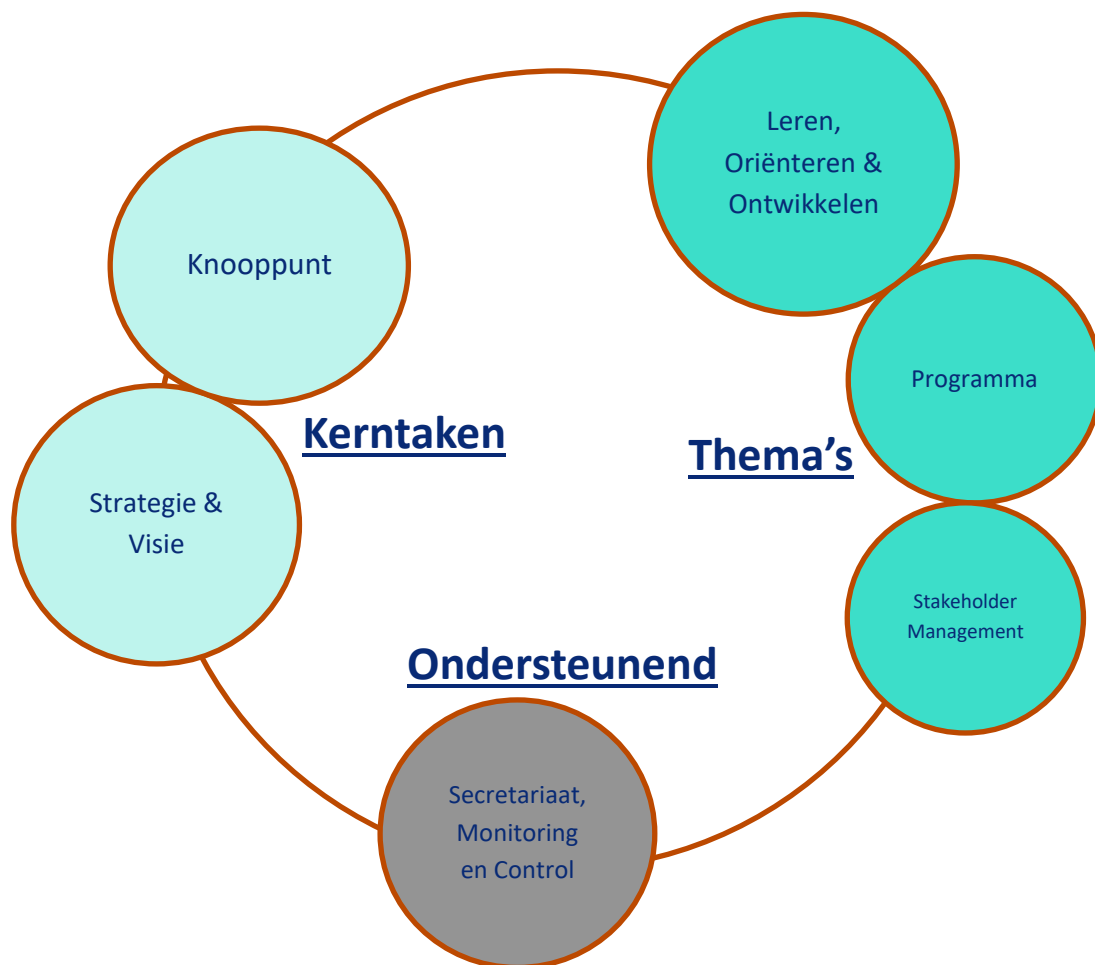 Leren,
Oriënteren &
Ontwikkelen
Knooppunt
Programma
Kerntaken
Thema's
Strategie &
Visie
Stakeholder
Management
Ondersteunend
Secretariaat,
Monitoring
en Control